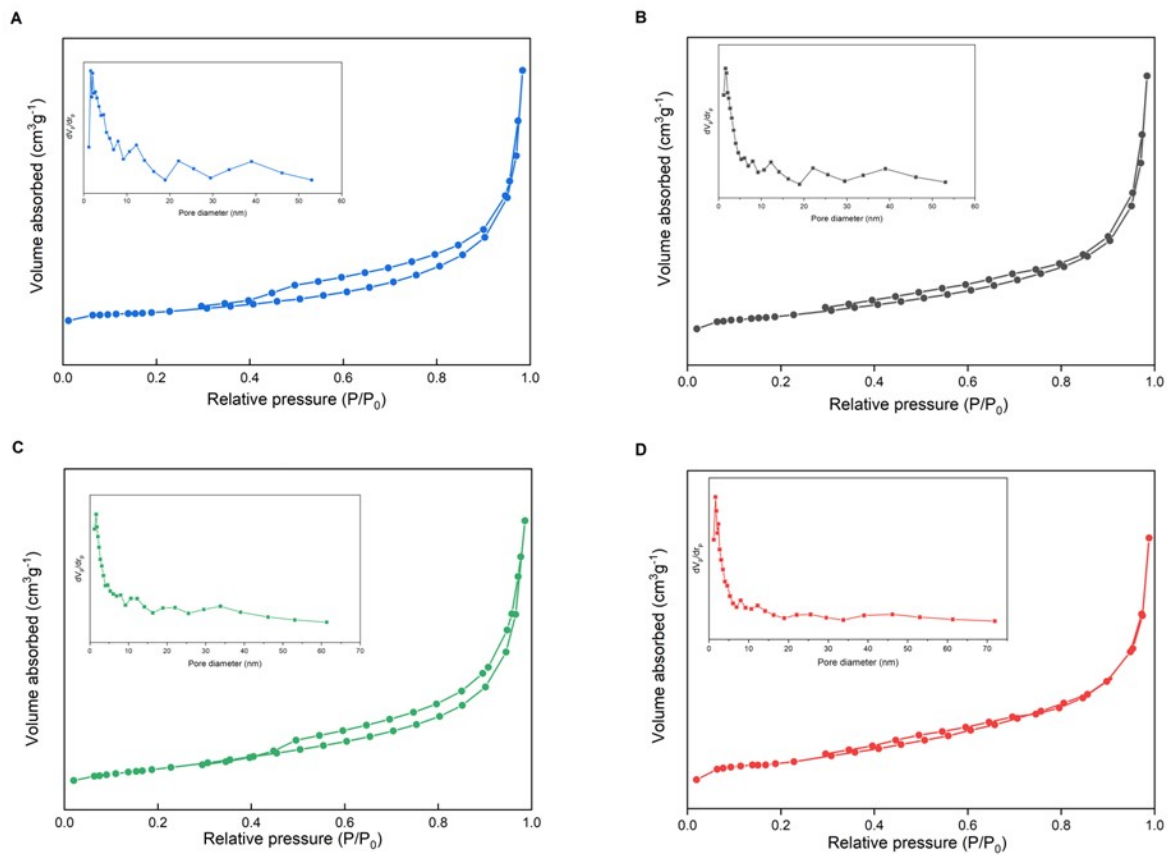 A
dVₚ/drₚ
0 10 20 30 40 50 60
Pore diameter (nm)
Volume absorbed (cm³g⁻¹)
0.0 0.2 0.4 0.6 0.8 1.0
Relative pressure (P/P₀)
B
dVₚ/drₚ
0 10 20 30 40 50 60
Pore diameter (nm)
Volume absorbed (cm³g⁻¹)
0.0 0.2 0.4 0.6 0.8 1.0
Relative pressure (P/P₀)
C
dVₚ/drₚ
0 10 20 30 40 50 60 70
Pore diameter (nm)
Volume absorbed (cm³g⁻¹)
0.0 0.2 0.4 0.6 0.8 1.0
Relative pressure (P/P₀)
D
dVₚ/drₚ
0 10 20 30 40 50 60 70
Pore diameter (nm)
Volume absorbed (cm³g⁻¹)
0.0 0.2 0.4 0.6 0.8 1.0
Relative pressure (P/P₀)